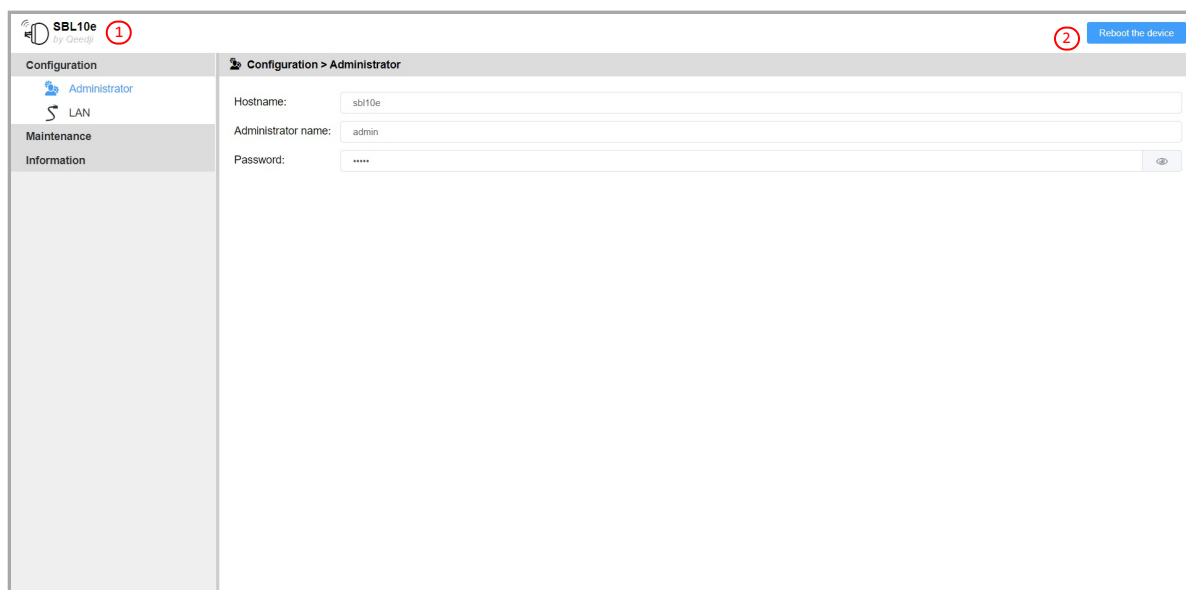 SBL10e
by Qeedji
1
2
Reboot the device
Configuration
Administrator
LAN
Maintenance
Information
Configuration > Administrator
Hostname:
sbl10e
Administrator name:
admin
Password:
•••••